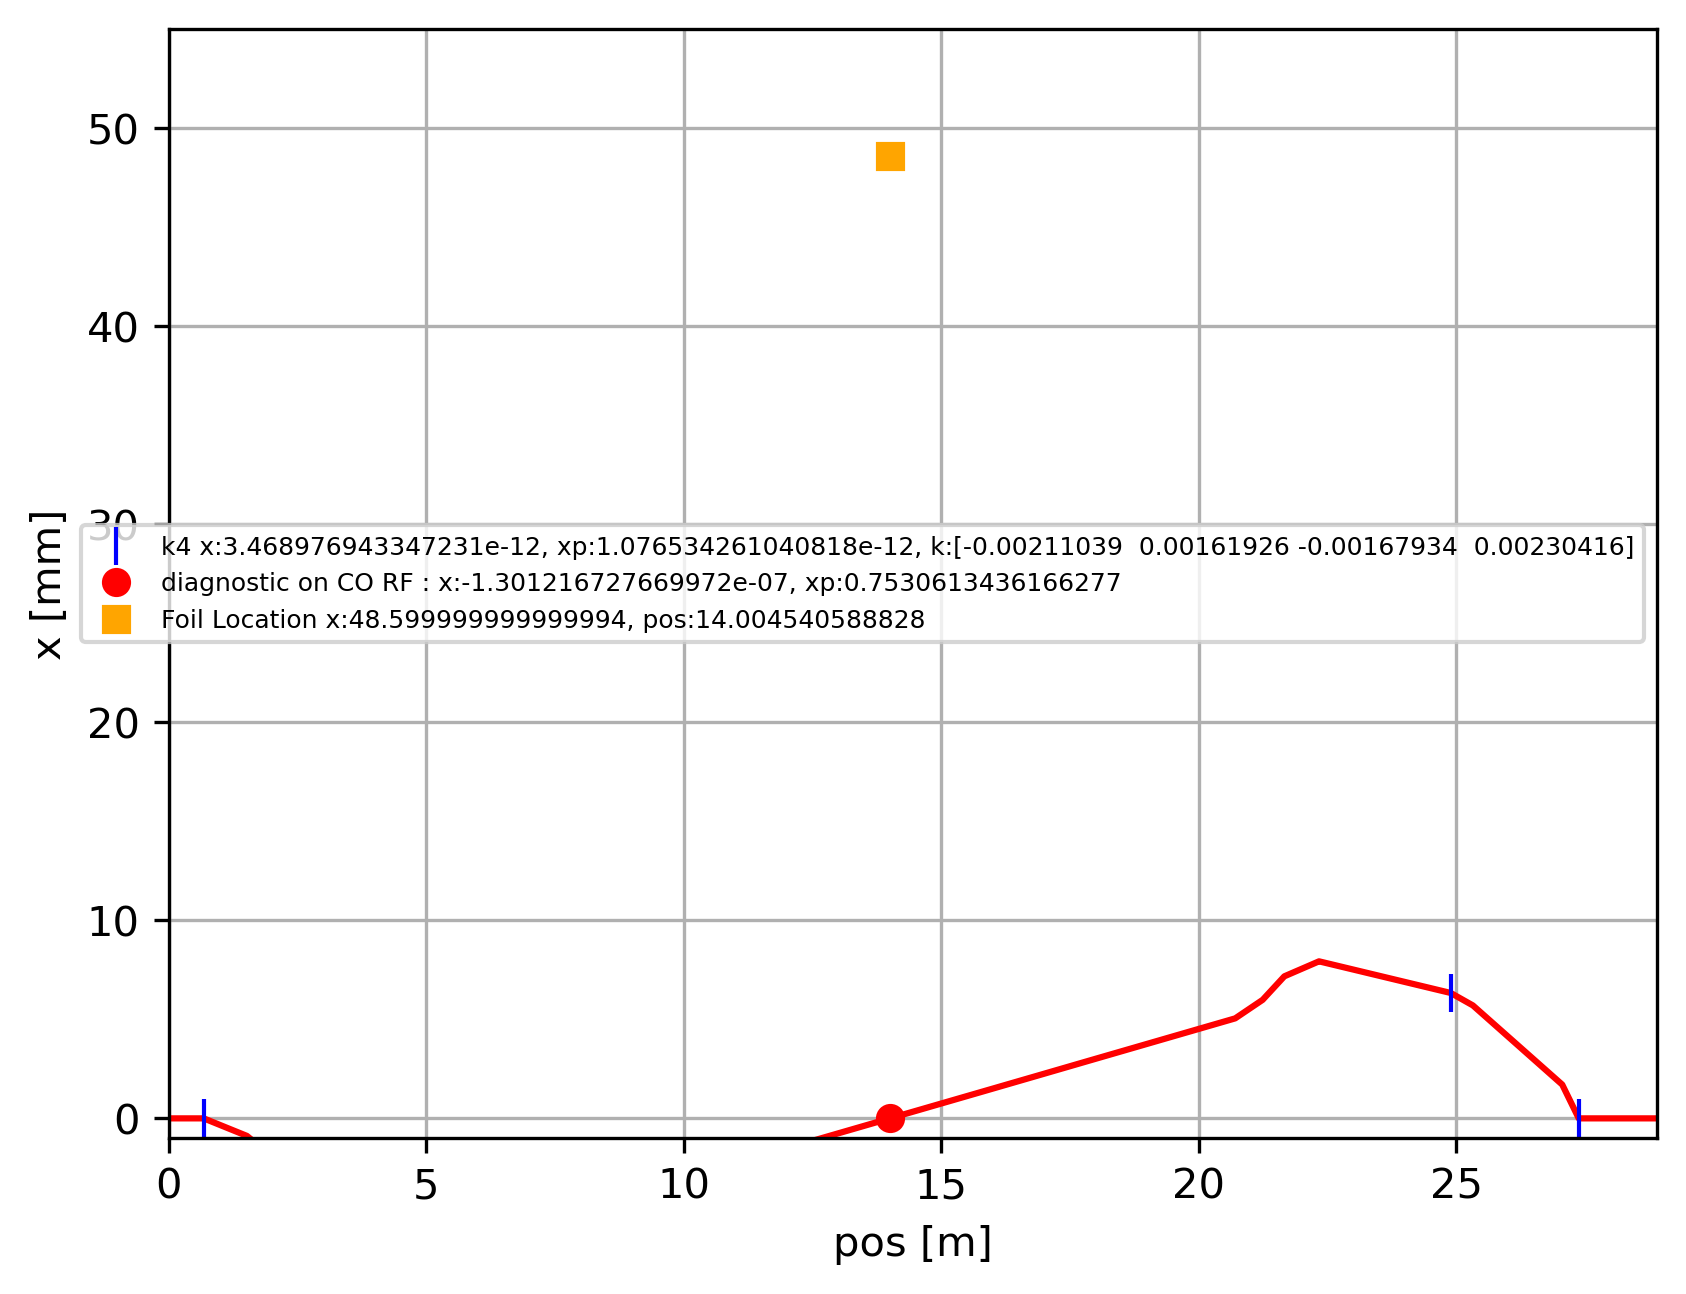 50
40
30
k4 x:3.468976943347231e-12, xp:1.076534261040818e-12, k:[-0.00211039  0.00161926 -0.00167934  0.00230416]
diagnostic on CO RF : x:-1.301216727669972e-07, xp:0.7530613436166277
Foil Location x:48.599999999999994, pos:14.004540588828
x [mm]
20
10
0
0 5 10 15 20 25
pos [m]